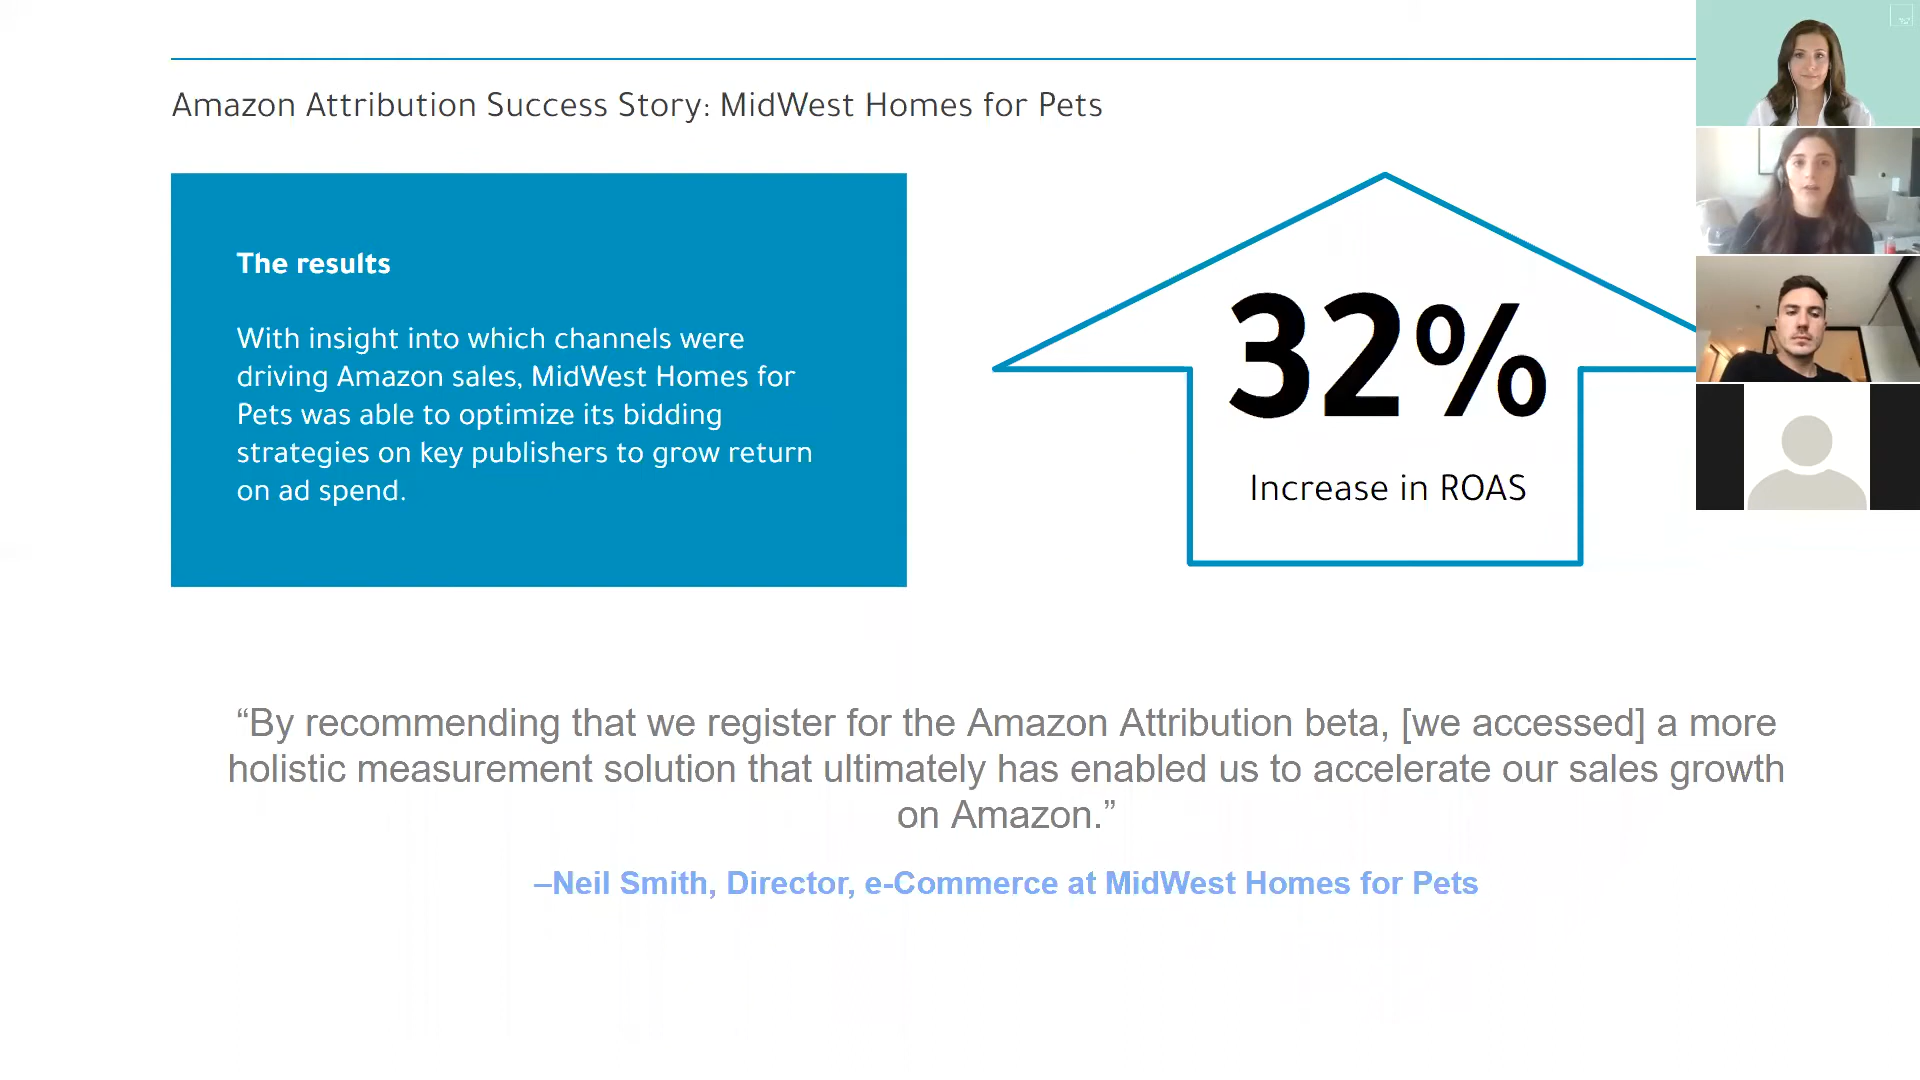 Amazon Attribution Success Story: MidWest Homes for Pets
The results
With insight into which channels were
driving Amazon sales, MidWest Homes for
Pets was able to optimize its bidding
strategies on key publishers to grow return
on ad spend.
32%
Increase in ROAS
“By recommending that we register for the Amazon Attribution beta, [we accessed] a more
holistic measurement solution that ultimately has enabled us to accelerate our sales growth
on Amazon.”
–Neil Smith, Director, e-Commerce at MidWest Homes for Pets